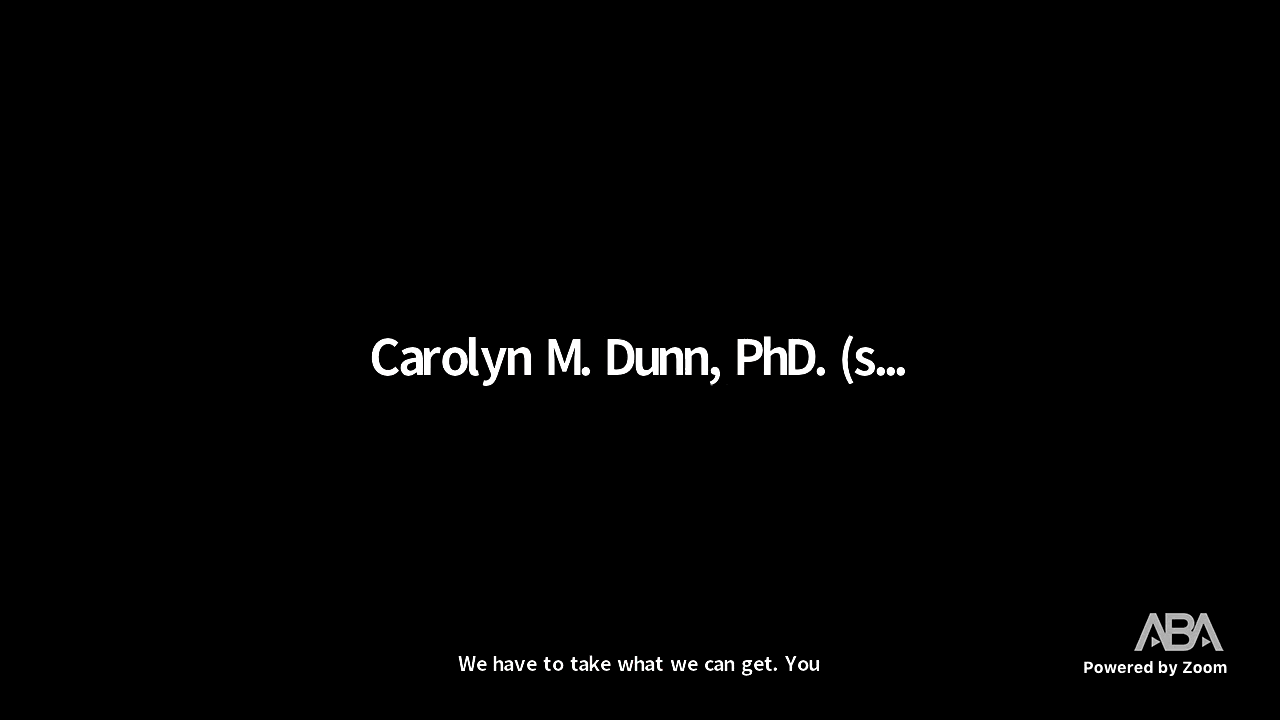 Carolyn M. Dunn, PhD. (s...
We have to take what we can get. You
ABA
Powered by Zoom